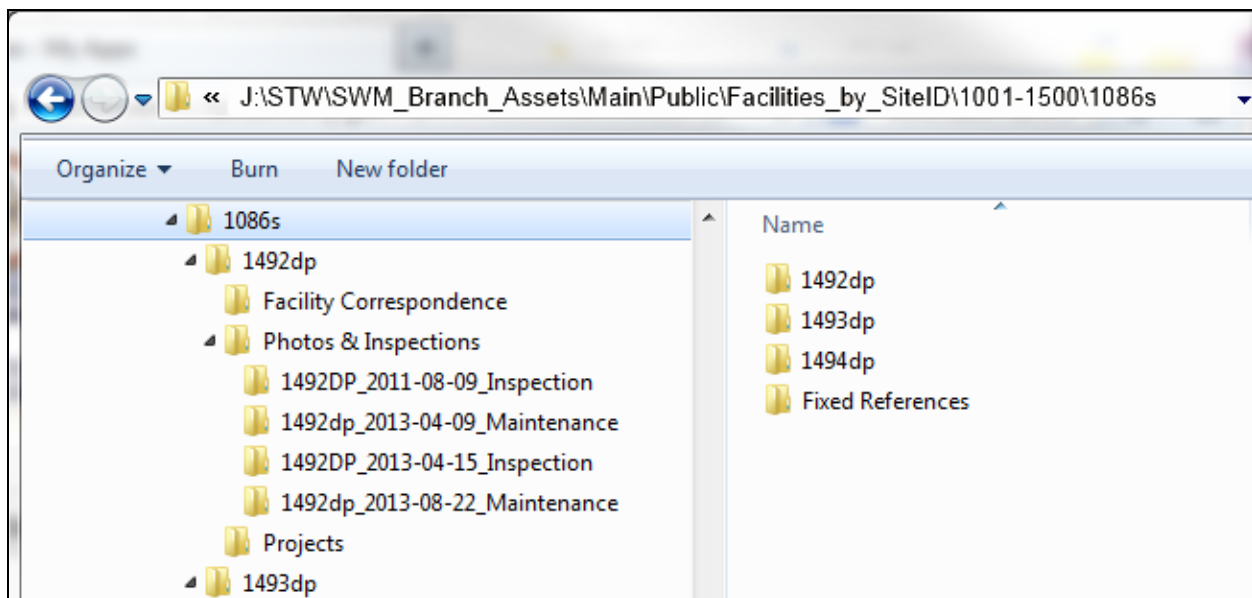 « J:\STW\SWM_Branch_Assets\Main\Public\Facilities_by_SiteID\1001-1500\1086s
Organize Burn New folder
1086s
1492dp
Facility Correspondence
Photos & Inspections
1492DP_2011-08-09_Inspection
1492dp_2013-04-09_Maintenance
1492DP_2013-04-15_Inspection
1492dp_2013-08-22_Maintenance
Projects
1493dp
Name
1492dp
1493dp
1494dp
Fixed References